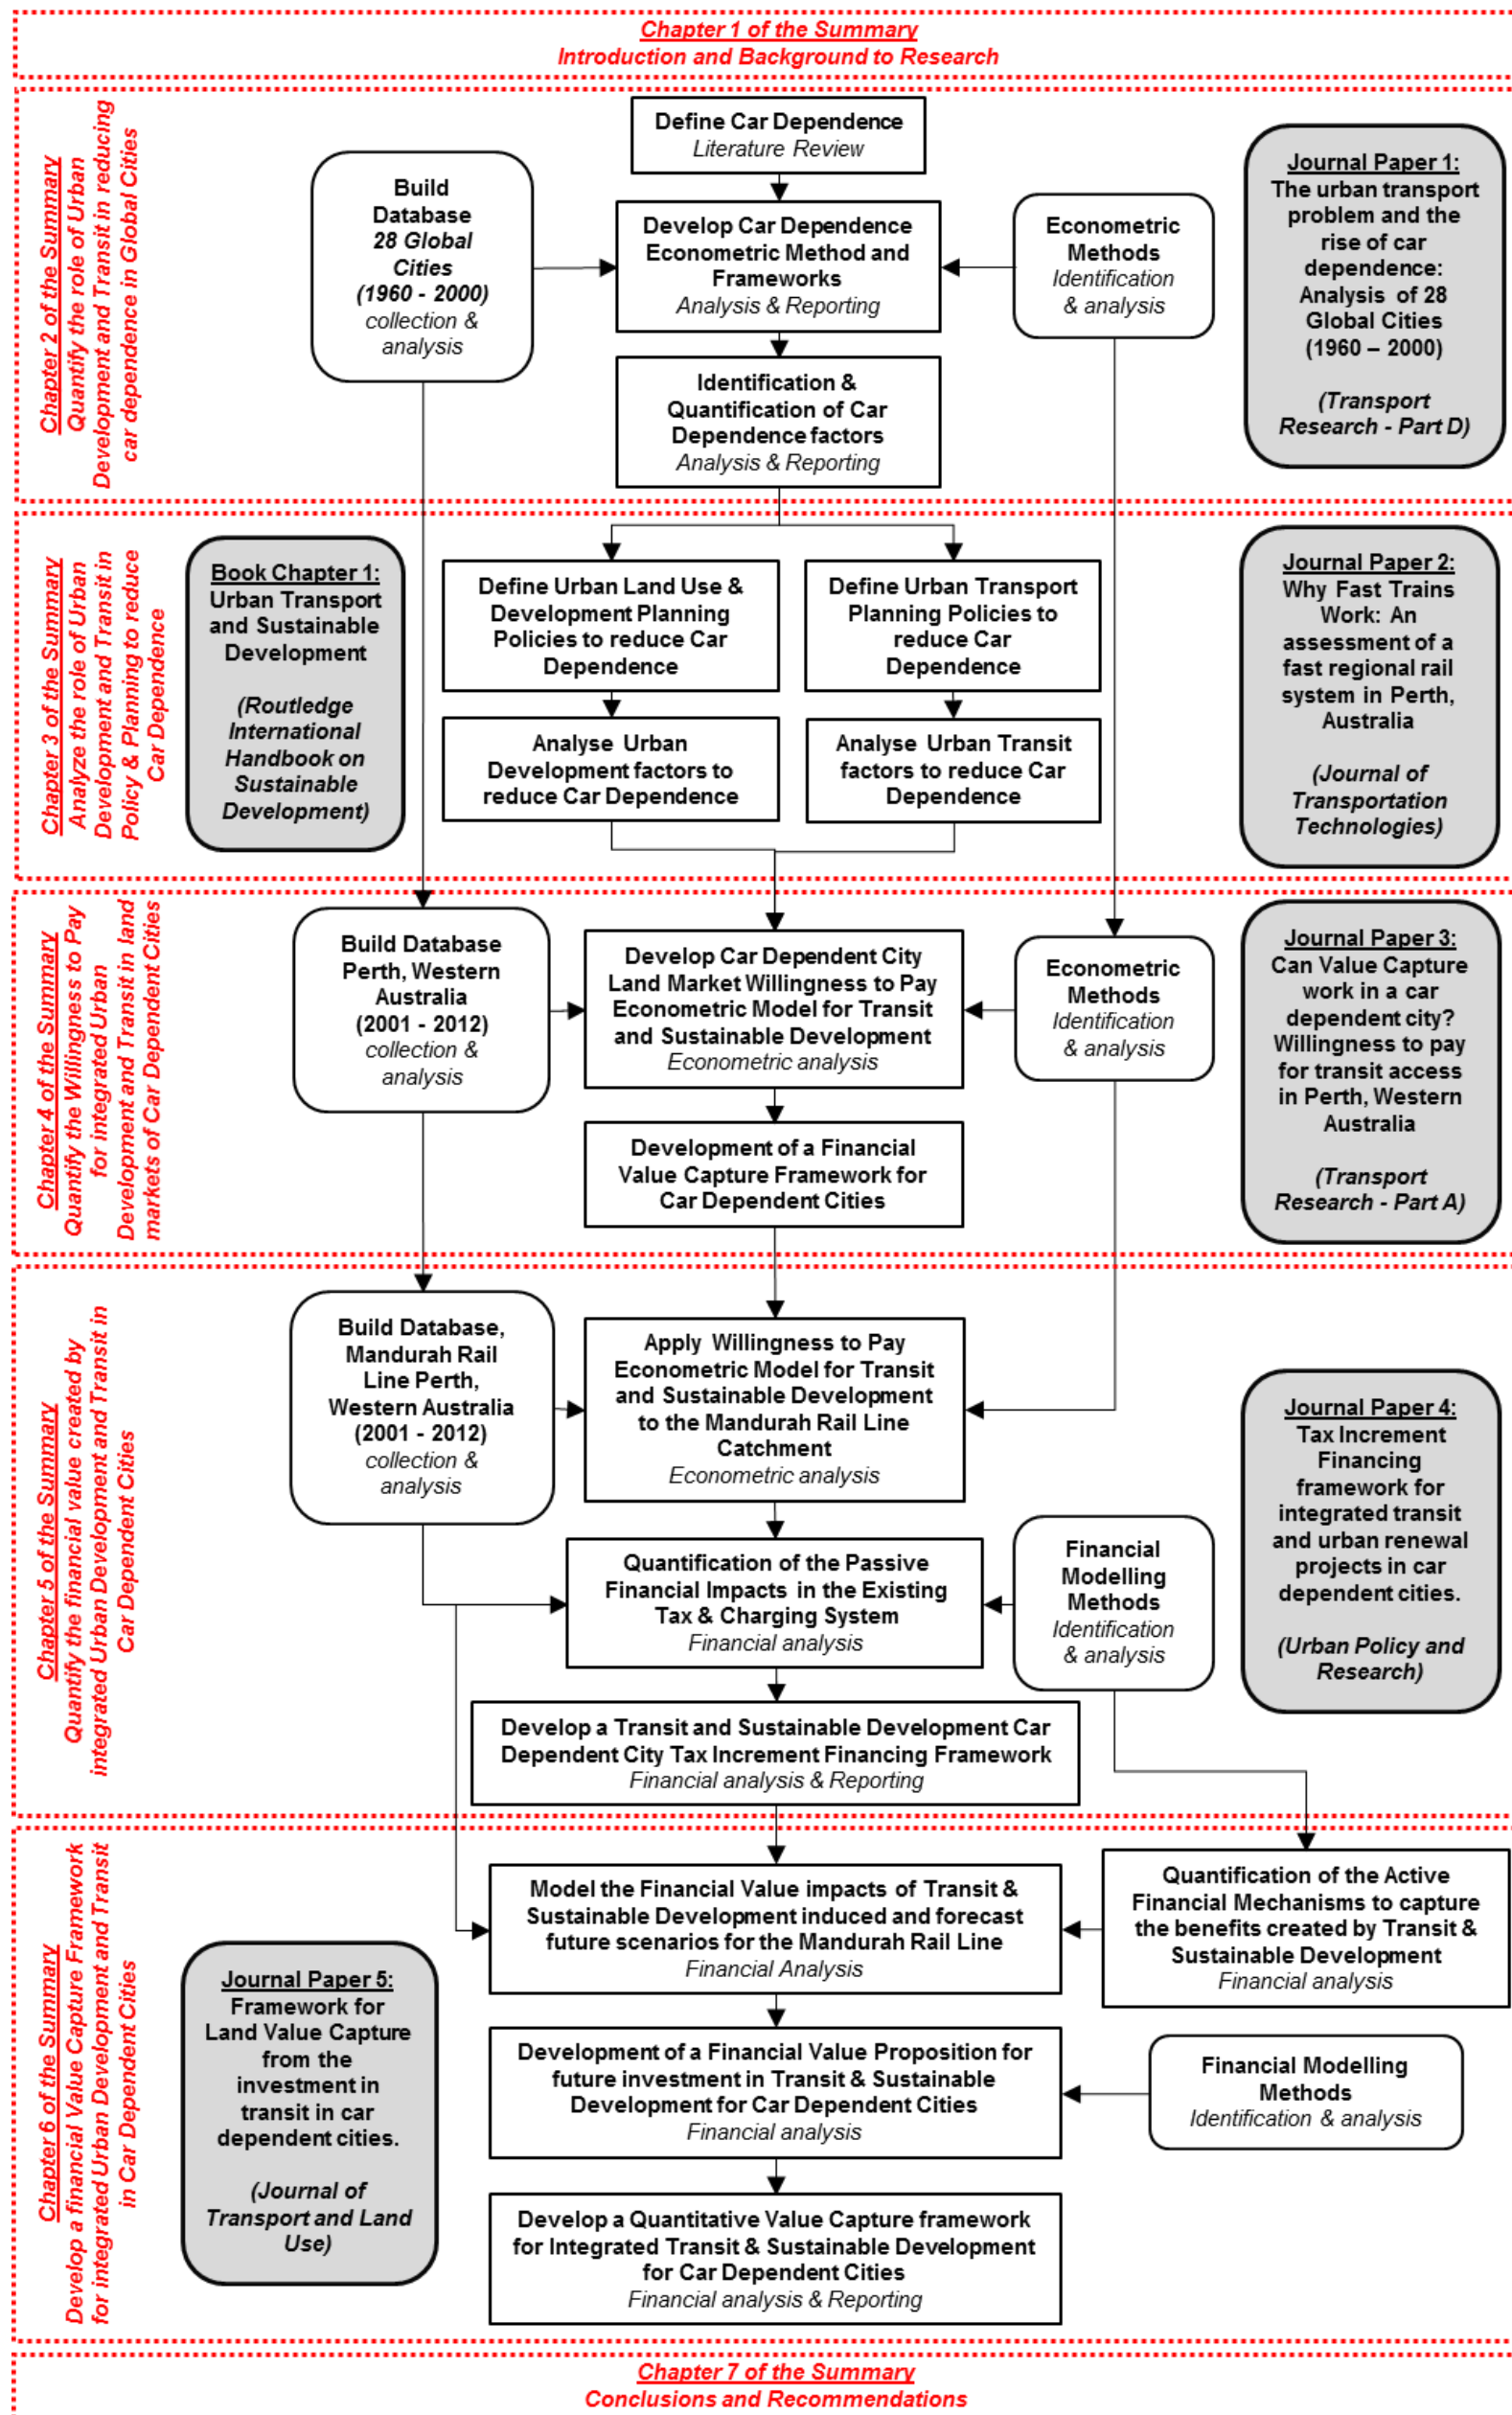 Chapter 1 of the Summary
Introduction and Background to Research
Chapter 2 of the Summary
Quantify the role of Urban
Development and Transit in reducing
car dependence in Global Cities
Define Car Dependence
Literature Review
Build
Database
28 Global
Cities
(1960 - 2000)
collection &
analysis
Develop Car Dependence
Econometric Method and
Frameworks
Analysis & Reporting
Econometric
Methods
Identification
& analysis
Identification &
Quantification of Car
Dependence factors
Analysis & Reporting
Journal Paper 1:
The urban transport
problem and the
rise of car
dependence:
Analysis of 28
Global Cities
(1960 – 2000)
(Transport
Research - Part D)
Chapter 3 of the Summary
Analyze the role of Urban
Development and Transit in
Policy & Planning to reduce
Car Dependence
Book Chapter 1:
Urban Transport
and Sustainable
Development
(Routledge
International
Handbook on
Sustainable
Development)
Define Urban Land Use &
Development Planning
Policies to reduce Car
Dependence
Define Urban Transport
Planning Policies to
reduce Car
Dependence
Analyse Urban
Development factors to
reduce Car Dependence
Analyse Urban Transit
factors to reduce Car
Dependence
Journal Paper 2:
Why Fast Trains
Work: An
assessment of a
fast regional rail
system in Perth,
Australia
(Journal of
Transportation
Technologies)
Chapter 4 of the Summary
Quantify the Willingness to Pay
for integrated Urban
Development and Transit in land
markets of Car Dependent Cities
Build Database
Perth, Western
Australia
(2001 - 2012)
collection &
analysis
Develop Car Dependent City
Land Market Willingness to Pay
Econometric Model for Transit
and Sustainable Development
Econometric analysis
Econometric
Methods
Identification
& analysis
Development of a Financial
Value Capture Framework for
Car Dependent Cities
Journal Paper 3:
Can Value Capture
work in a car
dependent city?
Willingness to pay
for transit access
in Perth, Western
Australia
(Transport
Research - Part A)
Chapter 5 of the Summary
Quantify the financial value created by
integrated Urban Development and Transit in
Car Dependent Cities
Build Database,
Mandurah Rail
Line Perth,
Western Australia
(2001 - 2012)
collection &
analysis
Apply Willingness to Pay
Econometric Model for Transit
and Sustainable Development
to the Mandurah Rail Line
Catchment
Econometric analysis
Quantification of the Passive
Financial Impacts in the Existing
Tax & Charging System
Financial analysis
Financial
Modelling
Methods
Identification
& analysis
Develop a Transit and Sustainable Development Car
Dependent City Tax Increment Financing Framework
Financial analysis & Reporting
Journal Paper 4:
Tax Increment
Financing
framework for
integrated transit
and urban renewal
projects in car
dependent cities.
(Urban Policy and
Research)
Chapter 6 of the Summary
Develop a financial Value Capture Framework
for integrated Urban Development and Transit
in Car Dependent Cities
Model the Financial Value impacts of Transit &
Sustainable Development induced and forecast
future scenarios for the Mandurah Rail Line
Financial Analysis
Quantification of the Active
Financial Mechanisms to capture
the benefits created by Transit &
Sustainable Development
Financial analysis
Journal Paper 5:
Framework for
Land Value Capture
from the
investment in
transit in car
dependent cities.
(Journal of
Transport and Land
Use)
Development of a Financial Value Proposition for
future investment in Transit & Sustainable
Development for Car Dependent Cities
Financial analysis
Financial Modelling
Methods
Identification & analysis
Develop a Quantitative Value Capture framework
for Integrated Transit & Sustainable Development
for Car Dependent Cities
Financial analysis & Reporting
Chapter 7 of the Summary
Conclusions and Recommendations